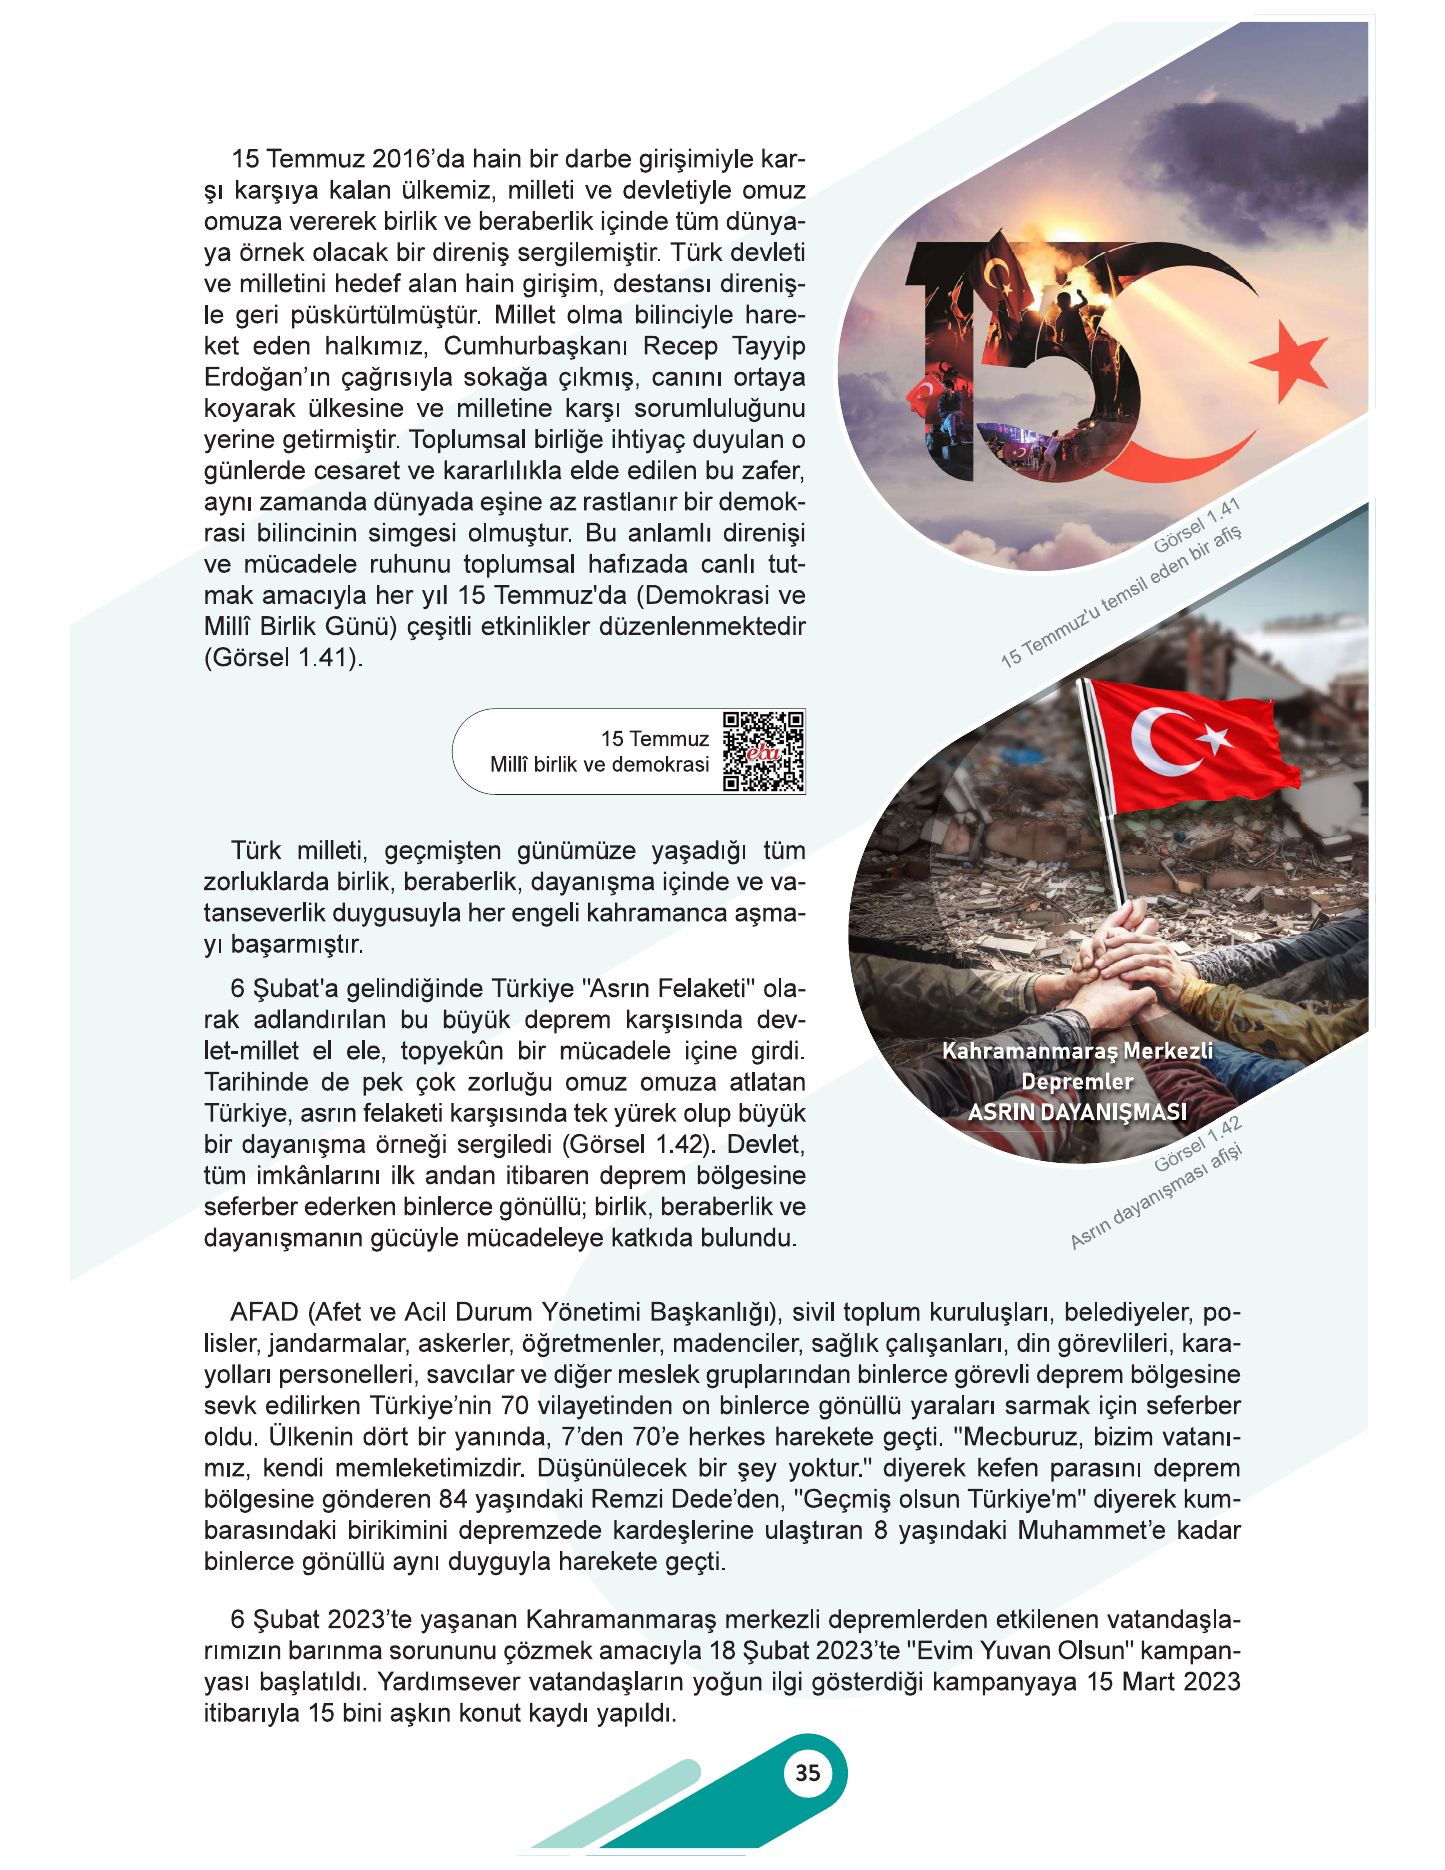 15 Temmuz 2016’da hain bir darbe girişimiyle kar-
şı karşıya kalan ülkemiz, milleti ve devletiyle omuz
omuza vererek birlik ve beraberlik içinde tüm dünya-
ya örnek olacak bir direniş sergilemiştir. Türk devleti
ve milletini hedef alan hain girişim, destansı direniş-
le geri püskürtülmüştür. Millet olma bilinciyle hare-
ket eden halkımız, Cumhurbaşkanı Recep Tayyip
Erdoğan’ın çağrısıyla sokağa çıkmış, canını ortaya
koyarak ülkesine ve milletine karşı sorumluluğunu
yerine getirmiştir. Toplumsal birliğe ihtiyaç duyulan o
günlerde cesaret ve kararlılıkla elde edilen bu zafer,
aynı zamanda dünyada eşine az rastlanır bir demok-
rasi bilincinin simgesi olmuştur. Bu anlamlı direnişi
ve mücadele ruhunu toplumsal hafızada canlı tut-
mak amacıyla her yıl 15 Temmuz'da (Demokrasi ve
Millî Birlik Günü) çeşitli etkinlikler düzenlenmektedir
(Görsel 1.41).
15
Görsel 1.41
15 Temmuz'u temsil eden bir afiş
15 Temmuz
Millî birlik ve demokrasi
eba
Türk milleti, geçmişten günümüze yaşadığı tüm
zorluklarda birlik, beraberlik, dayanışma içinde ve va-
tanseverlik duygusuyla her engeli kahramanca aşma-
yı başarmıştır.
6 Şubat'a gelindiğinde Türkiye "Asrın Felaketi" ola-
rak adlandırılan bu büyük deprem karşısında dev-
let-millet el ele, topyekûn bir mücadele içine girdi.
Tarihinde de pek çok zorluğu omuz omuza atlatan
Türkiye, asrın felaketi karşısında tek yürek olup büyük
bir dayanışma örneği sergiledi (Görsel 1.42). Devlet,
tüm imkânlarını ilk andan itibaren deprem bölgesine
seferber ederken binlerce gönüllü; birlik, beraberlik ve
dayanışmanın gücüyle mücadeleye katkıda bulundu.
Kahramanmaraş Merkezli
Depremler
ASRIN DAYANIŞMASI
Görsel 1.42
Asrın dayanışması afişi
AFAD (Afet ve Acil Durum Yönetimi Başkanlığı), sivil toplum kuruluşları, belediyeler, po-
lisler, jandarmalar, askerler, öğretmenler, madenciler, sağlık çalışanları, din görevlileri, kara-
yolları personelleri, savcılar ve diğer meslek gruplarından binlerce görevli deprem bölgesine
sevk edilirken Türkiye’nin 70 vilayetinden on binlerce gönüllü yaraları sarmak için seferber
oldu. Ülkenin dört bir yanında, 7’den 70’e herkes harekete geçti. "Mecburuz, bizim vatanı-
mız, kendi memleketimizdir. Düşünülecek bir şey yoktur." diyerek kefen parasını deprem
bölgesine gönderen 84 yaşındaki Remzi Dede’den, "Geçmiş olsun Türkiye'm" diyerek kum-
barasındaki birikimini depremzede kardeşlerine ulaştıran 8 yaşındaki Muhammet’e kadar
binlerce gönüllü aynı duyguyla harekete geçti.
6 Şubat 2023’te yaşanan Kahramanmaraş merkezli depremlerden etkilenen vatandaşla-
rımızın barınma sorununu çözmek amacıyla 18 Şubat 2023’te "Evim Yuvan Olsun" kampan-
yası başlatıldı. Yardımsever vatandaşların yoğun ilgi gösterdiği kampanyaya 15 Mart 2023
itibarıyla 15 bini aşkın konut kaydı yapıldı.
35